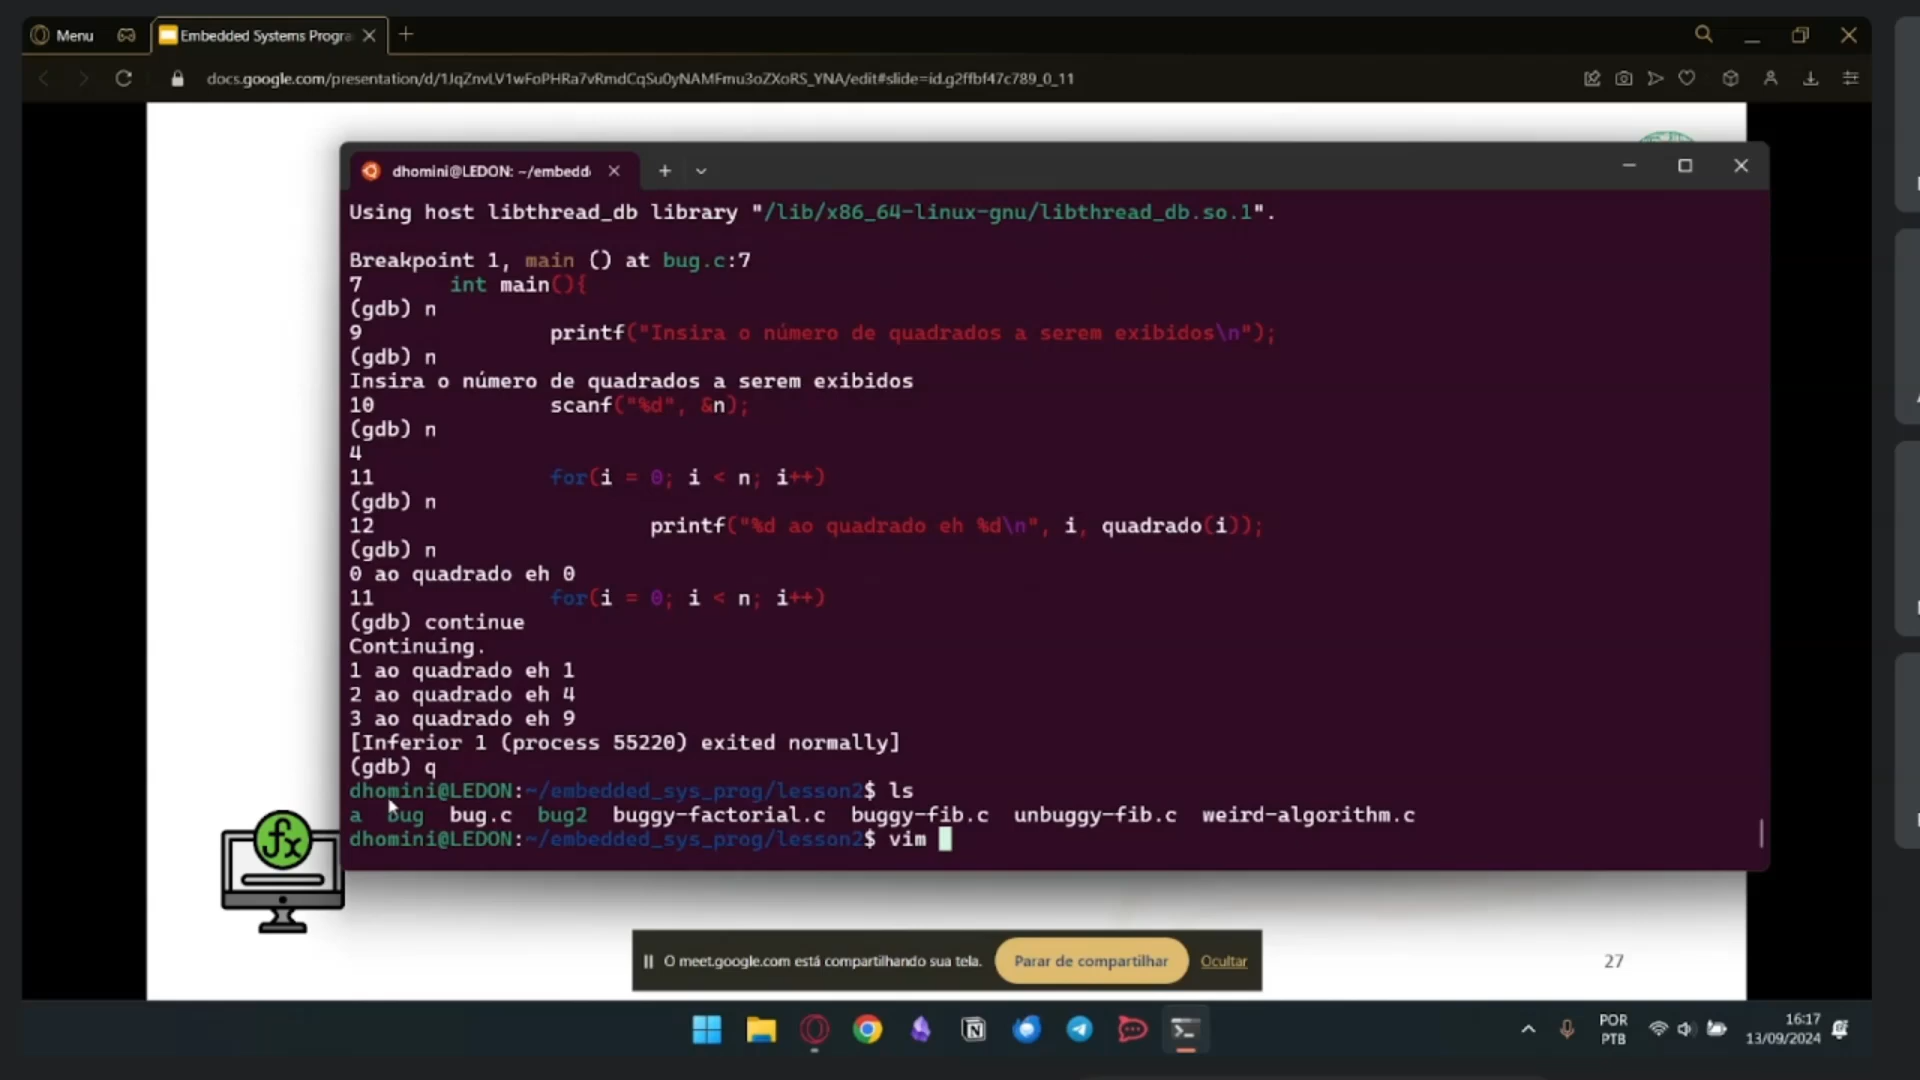 Menu
Embedded Systems Progra
docs.google.com/presentation/d/1JqZnvLV1wFoPHRa7vRmdCqSu0yNAMFmu3oZXoRS_YNA/edit#slide=id.g2ffbf47c789_0_11
dhomini@LEDON: ~/embedd
Using host libthread_db library "/lib/x86_64-linux-gnu/libthread_db.so.1".
Breakpoint 1, main () at bug.c:7
7 int main(){
(gdb) n
9 printf("Insira o número de quadrados a serem exibidos\n");
(gdb) n
Insira o número de quadrados a serem exibidos
10 scanf("%d", &n);
(gdb) n
4
11 for(i = 0; i < n; i++)
(gdb) n
12 printf("%d ao quadrado eh %d\n", i, quadrado(i));
(gdb) n
0 ao quadrado eh 0
11 for(i = 0; i < n; i++)
(gdb) continue
Continuing.
1 ao quadrado eh 1
2 ao quadrado eh 4
3 ao quadrado eh 9
[Inferior 1 (process 55220) exited normally]
(gdb) q
dhomini@LEDON:~/embedded_sys_prog/lesson2$ ls
a bug bug.c bug2 buggy-factorial.c buggy-fib.c unbuggy-fib.c weird-algorithm.c
dhomini@LEDON:~/embedded_sys_prog/lesson2$ vim
fx
O meet.google.com está compartilhando sua tela.
Parar de compartilhar
Ocultar
27
POR
PTB
16:17
13/09/2024